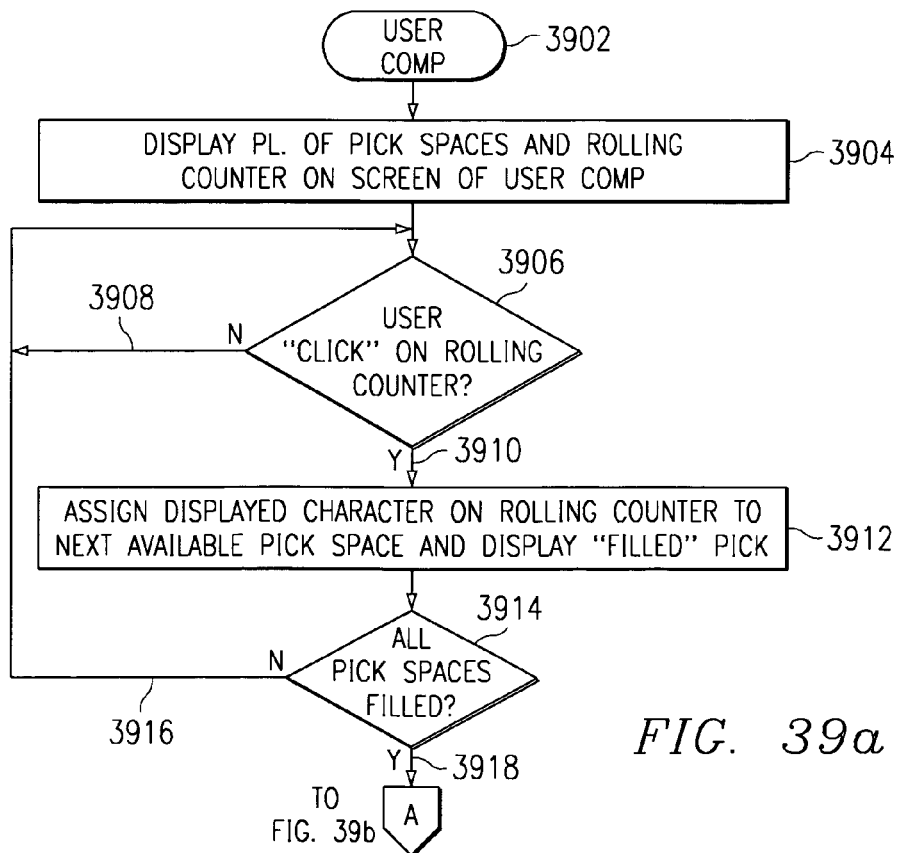 USER
COMP
3902
DISPLAY PL. OF PICK SPACES AND ROLLING
COUNTER ON SCREEN OF USER COMP
3904
3906
3908
N
USER
"CLICK" ON ROLLING
COUNTER?
Y
3910
ASSIGN DISPLAYED CHARACTER ON ROLLING COUNTER TO
NEXT AVAILABLE PICK SPACE AND DISPLAY "FILLED" PICK
3912
3914
N
ALL
PICK SPACES
FILLED?
3916
Y
3918
FIG. 39a
TO
FIG. 39b
A